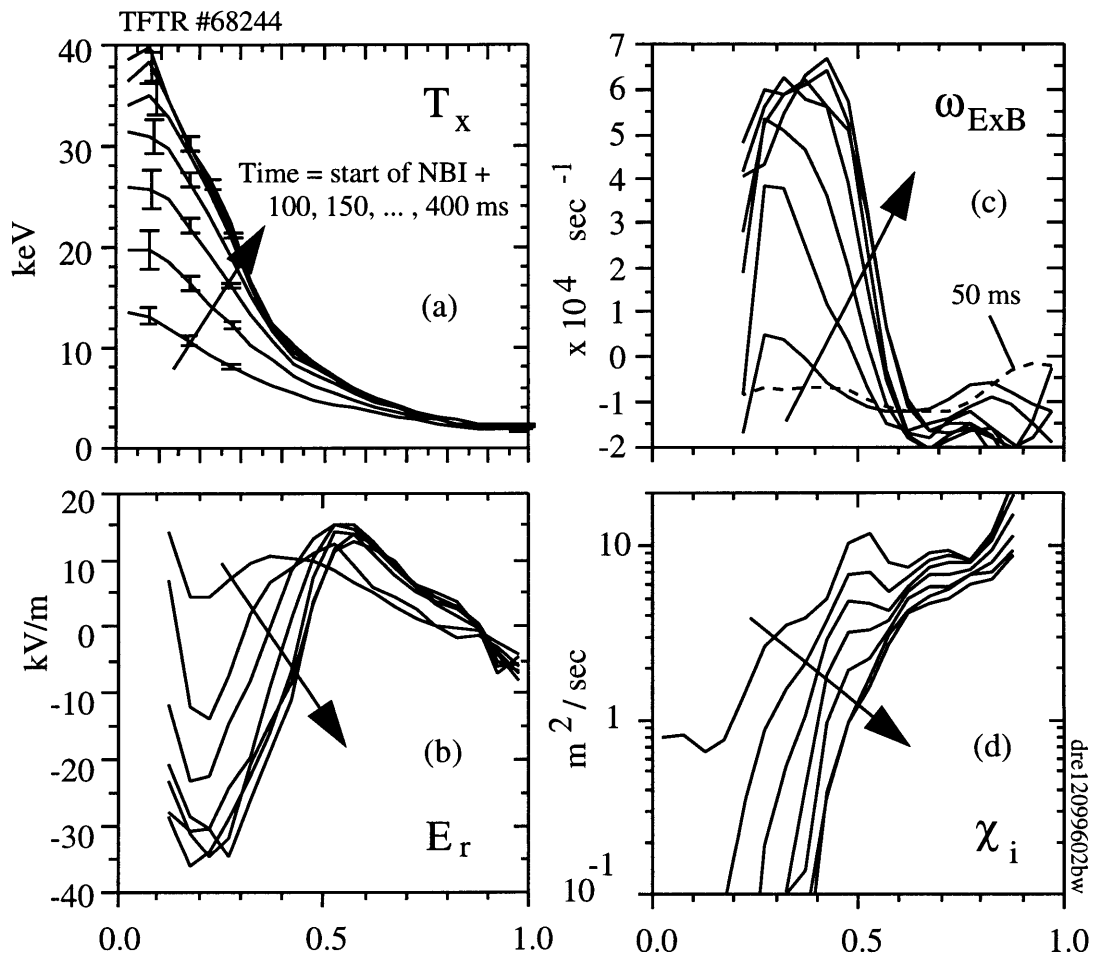 TFTR #68244
40
30
20
10
0
keV
T x
Time = start of NBI +
100, 150, ... , 400 ms
(a)
7
6
5
4
3
2
1
0
-1
-2
x 10 4 sec -1
ω ExB
(c)
50 ms
20
10
0
-10
-20
-30
-40
kV/m
(b)
E r
0.0
0.5
1.0
10
1
10 -1
m 2 / sec
(d)
χ i
0.0
0.5
1.0
dre12099602bw